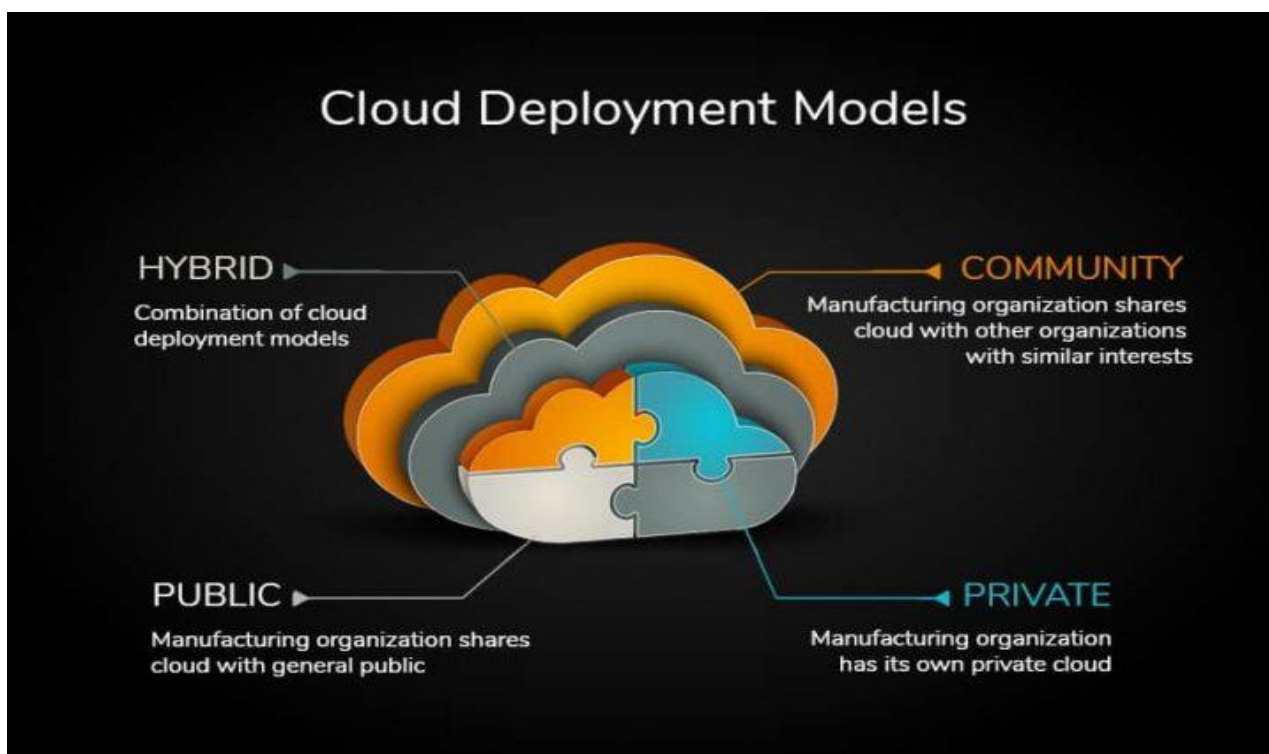 Cloud Deployment Models
HYBRID
Combination of cloud
deployment models
COMMUNITY
Manufacturing organization shares
cloud with other organizations
with similar interests
PUBLIC
Manufacturing organization shares
cloud with general public
PRIVATE
Manufacturing organization
has its own private cloud